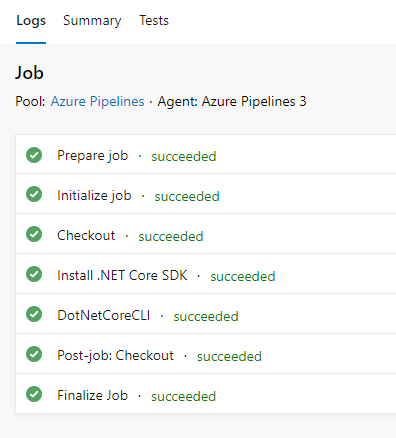 Logs Summary Tests
Job
Pool: Azure Pipelines · Agent: Azure Pipelines 3
Prepare job · succeeded
Initialize job · succeeded
Checkout · succeeded
Install .NET Core SDK · succeeded
DotNetCoreCLI · succeeded
Post-job: Checkout · succeeded
Finalize Job · succeeded